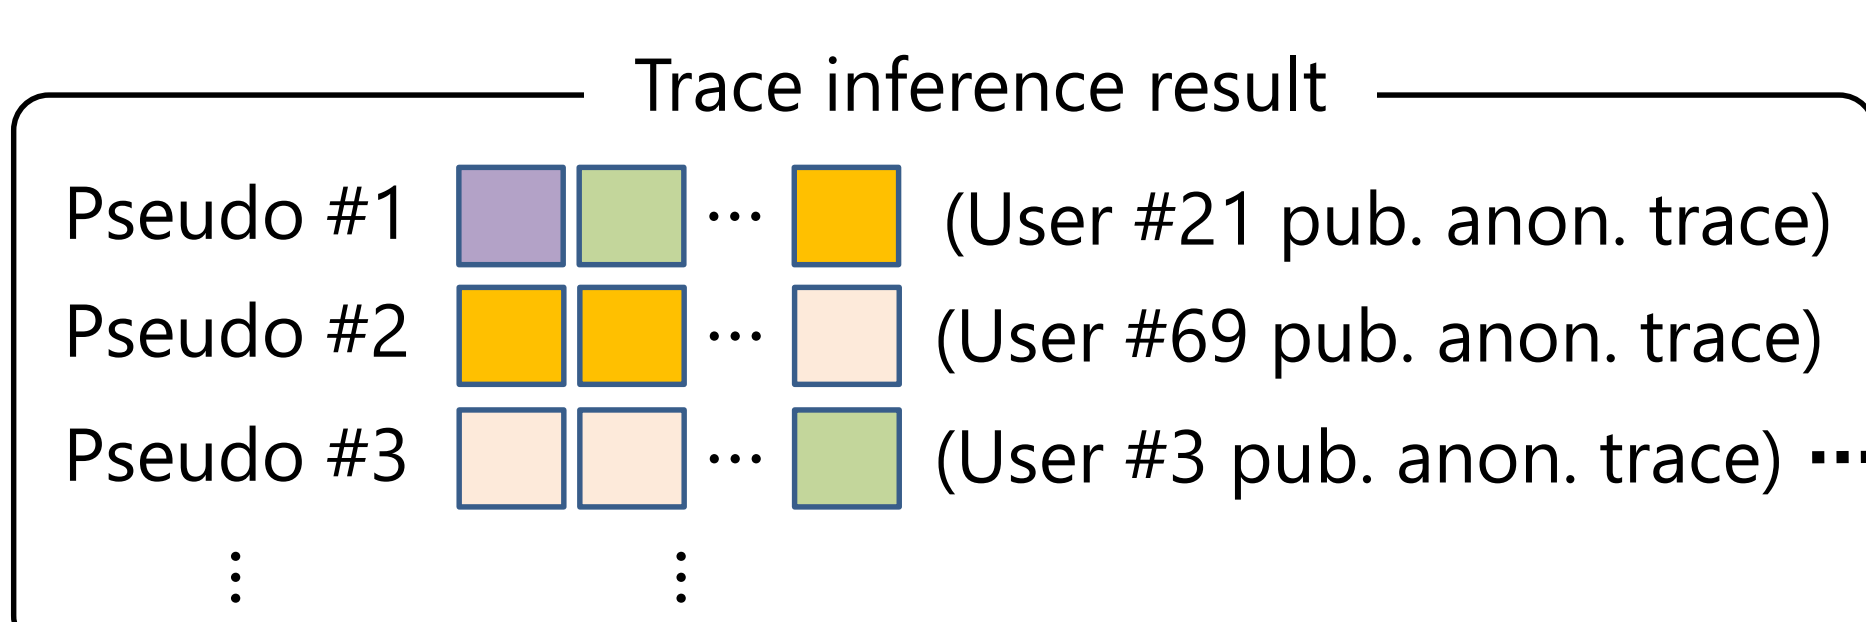 Trace inference result
Pseudo #1 ... (User #21 pub. anon. trace)
Pseudo #2 ... (User #69 pub. anon. trace)
Pseudo #3 ... (User #3 pub. anon. trace) ...